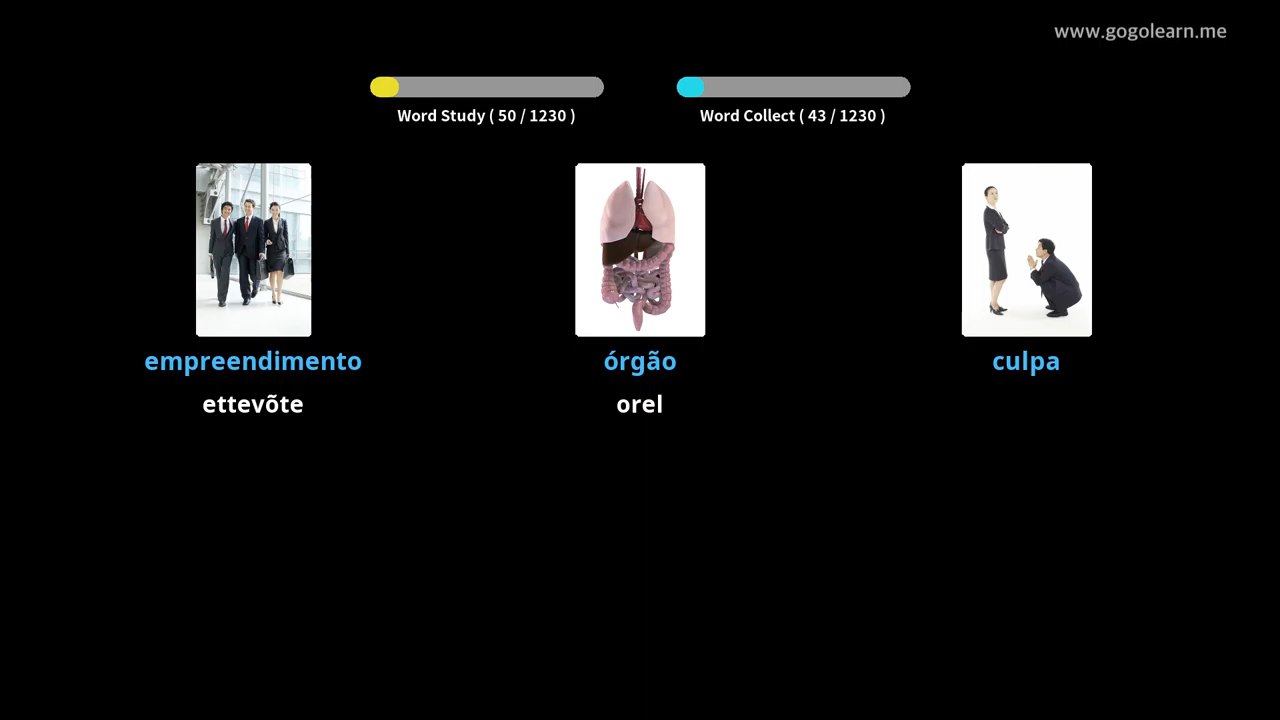 www.gogolearn.me
Word Study ( 50 / 1230 )
Word Collect ( 43 / 1230 )
empreendimento
órgão
culpa
ettevõte
orel